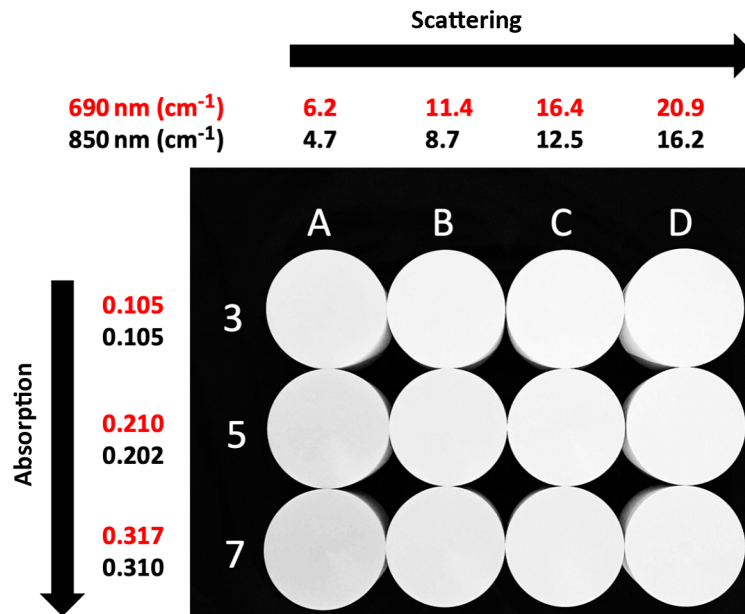 Scattering
690 nm (cm⁻¹) 6.2 11.4 16.4 20.9
850 nm (cm⁻¹) 4.7 8.7 12.5 16.2
A B C D
Absorption
0.105
0.105
3
0.210
0.202
5
0.317
0.310
7